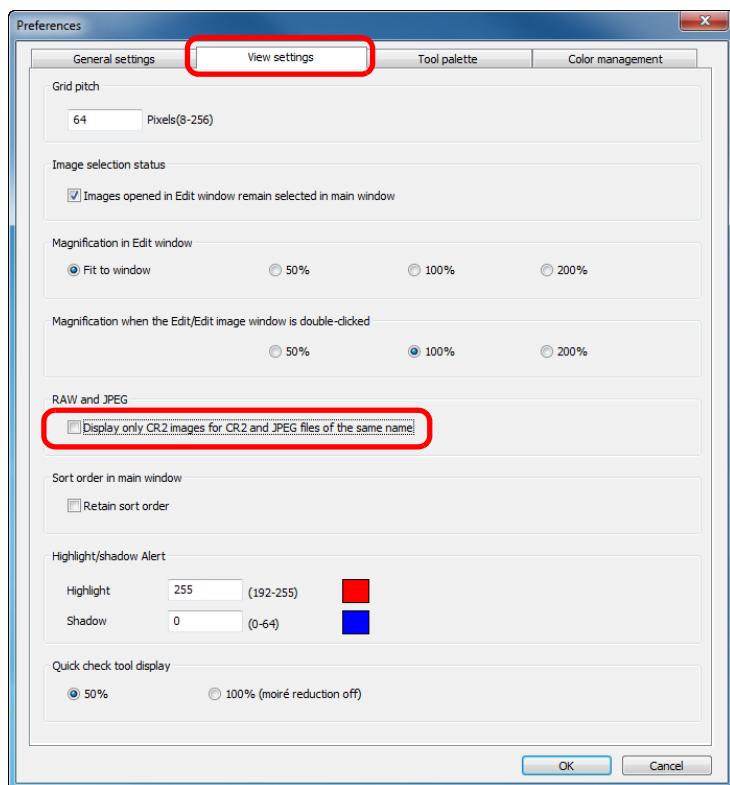 Preferences
General settings View settings Tool palette Color management
Grid pitch
64 Pixels(8-256)
Image selection status
Images opened in Edit window remain selected in main window
Magnification in Edit window
Fit to window 50% 100% 200%
Magnification when the Edit/Edit image window is double-clicked
50% 100% 200%
RAW and JPEG
Display only CR2 images for CR2 and JPEG files of the same name
Sort order in main window
Retain sort order
Highlight/shadow Alert
Highlight 255 (192-255)
Shadow 0 (0-64)
Quick check tool display
50% 100% (moiré reduction off)
OK Cancel